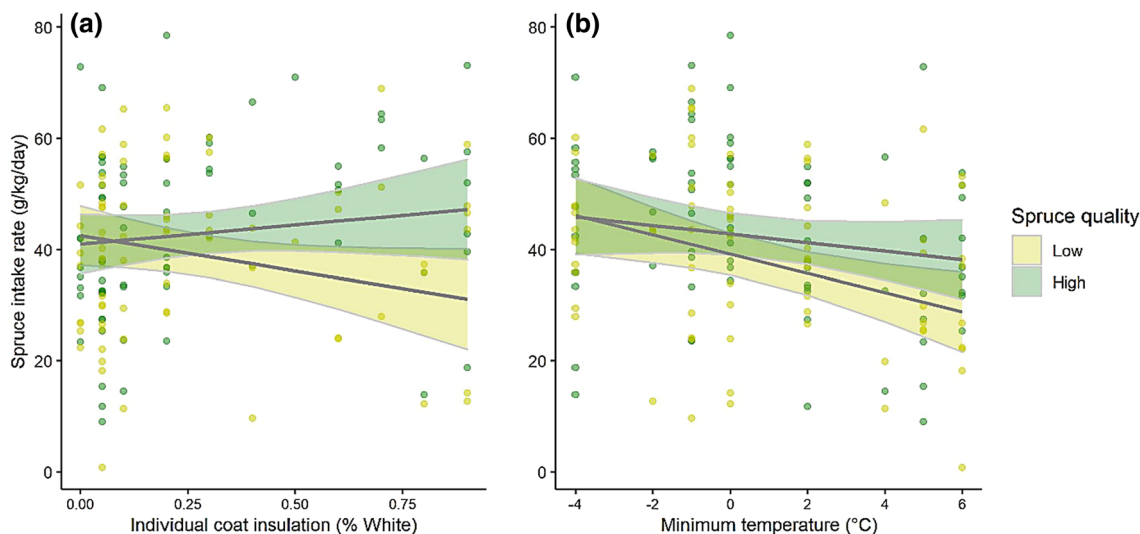 (a)
(b)
Spruce intake rate (g/kg/day)
80
60
40
20
0
0.00 0.25 0.50 0.75
Individual coat insulation (% White)
80
60
40
20
0
-4 -2 0 2 4 6
Minimum temperature (°C)
Spruce quality
Low
High